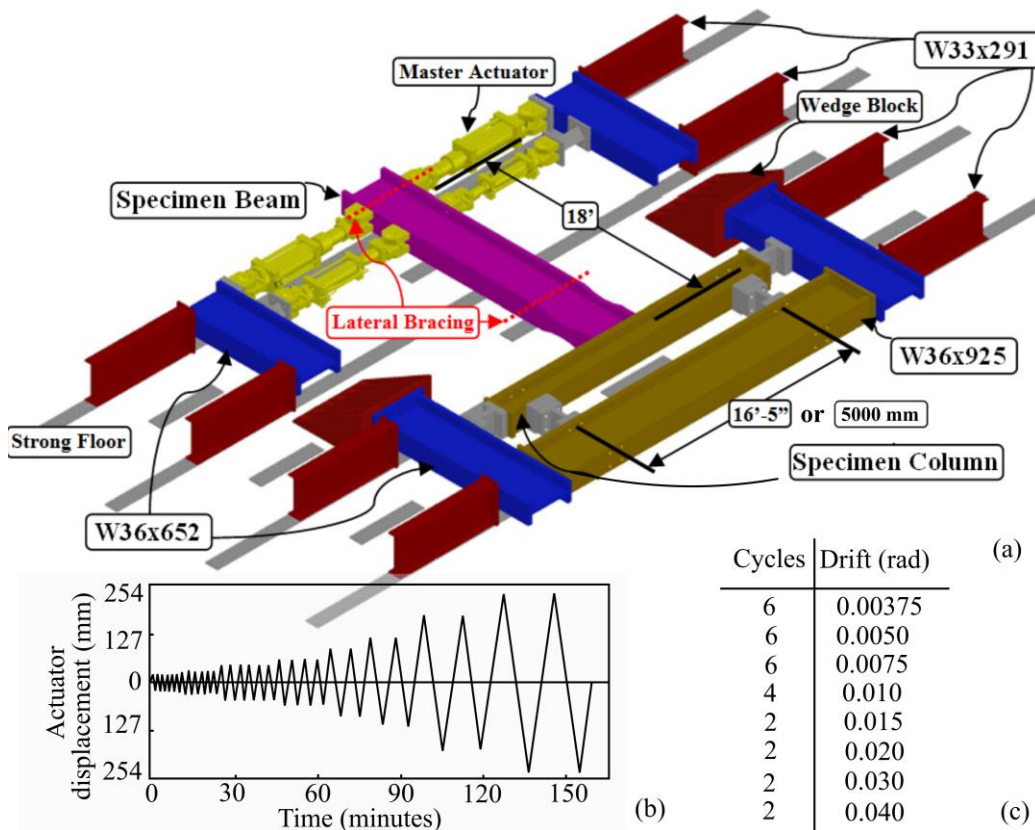 Master Actuator
W33x291
Wedge Block
Specimen Beam
18’
Lateral Bracing
W36x925
16’-5” or 5000 mm
Strong Floor
Specimen Column
W36x652
(a)
254
127
0
127
254
Actuator
displacement (mm)
0 30 60 90 120 150
Time (minutes)
(b)
Cycles Drift (rad)
6 0.00375
6 0.0050
6 0.0075
4 0.010
2 0.015
2 0.020
2 0.030
2 0.040
(c)